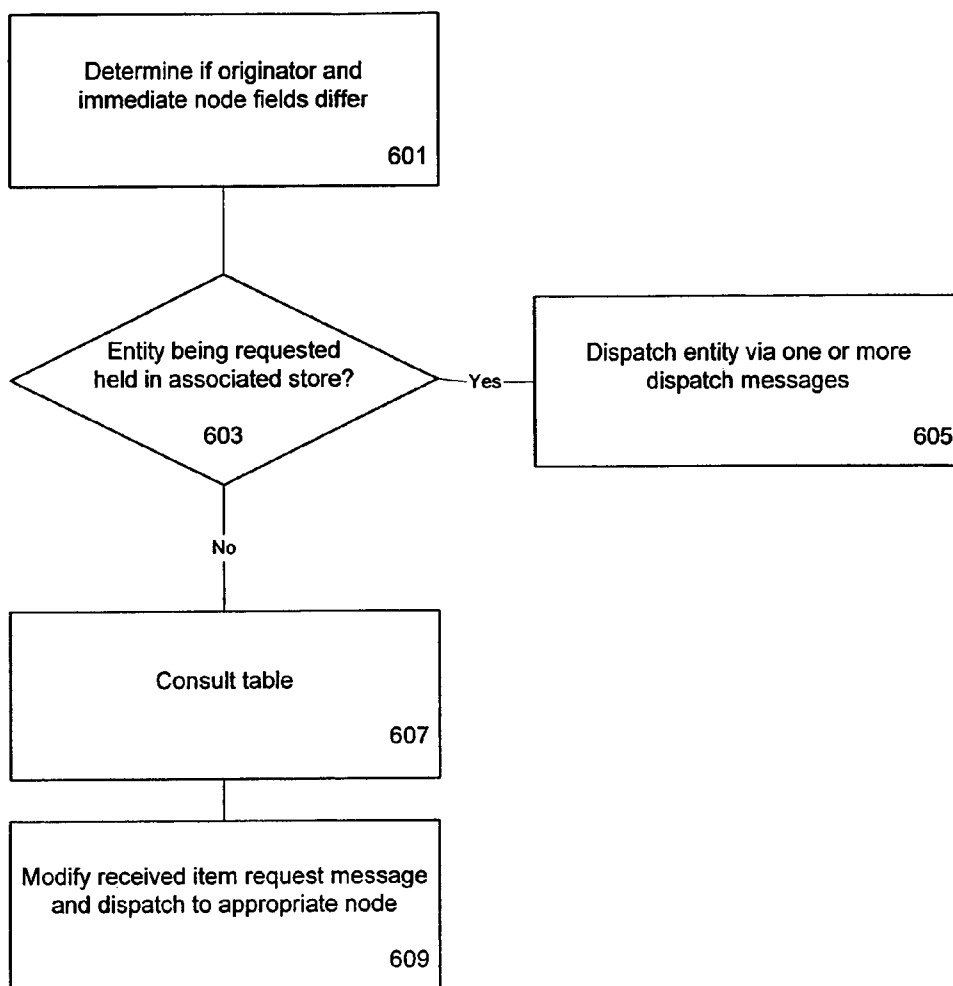 Determine if originator and
immediate node fields differ
601
Entity being requested
held in associated store?
603
Yes
Dispatch entity via one or more
dispatch messages
605
No
Consult table
607
Modify received item request message
and dispatch to appropriate node
609